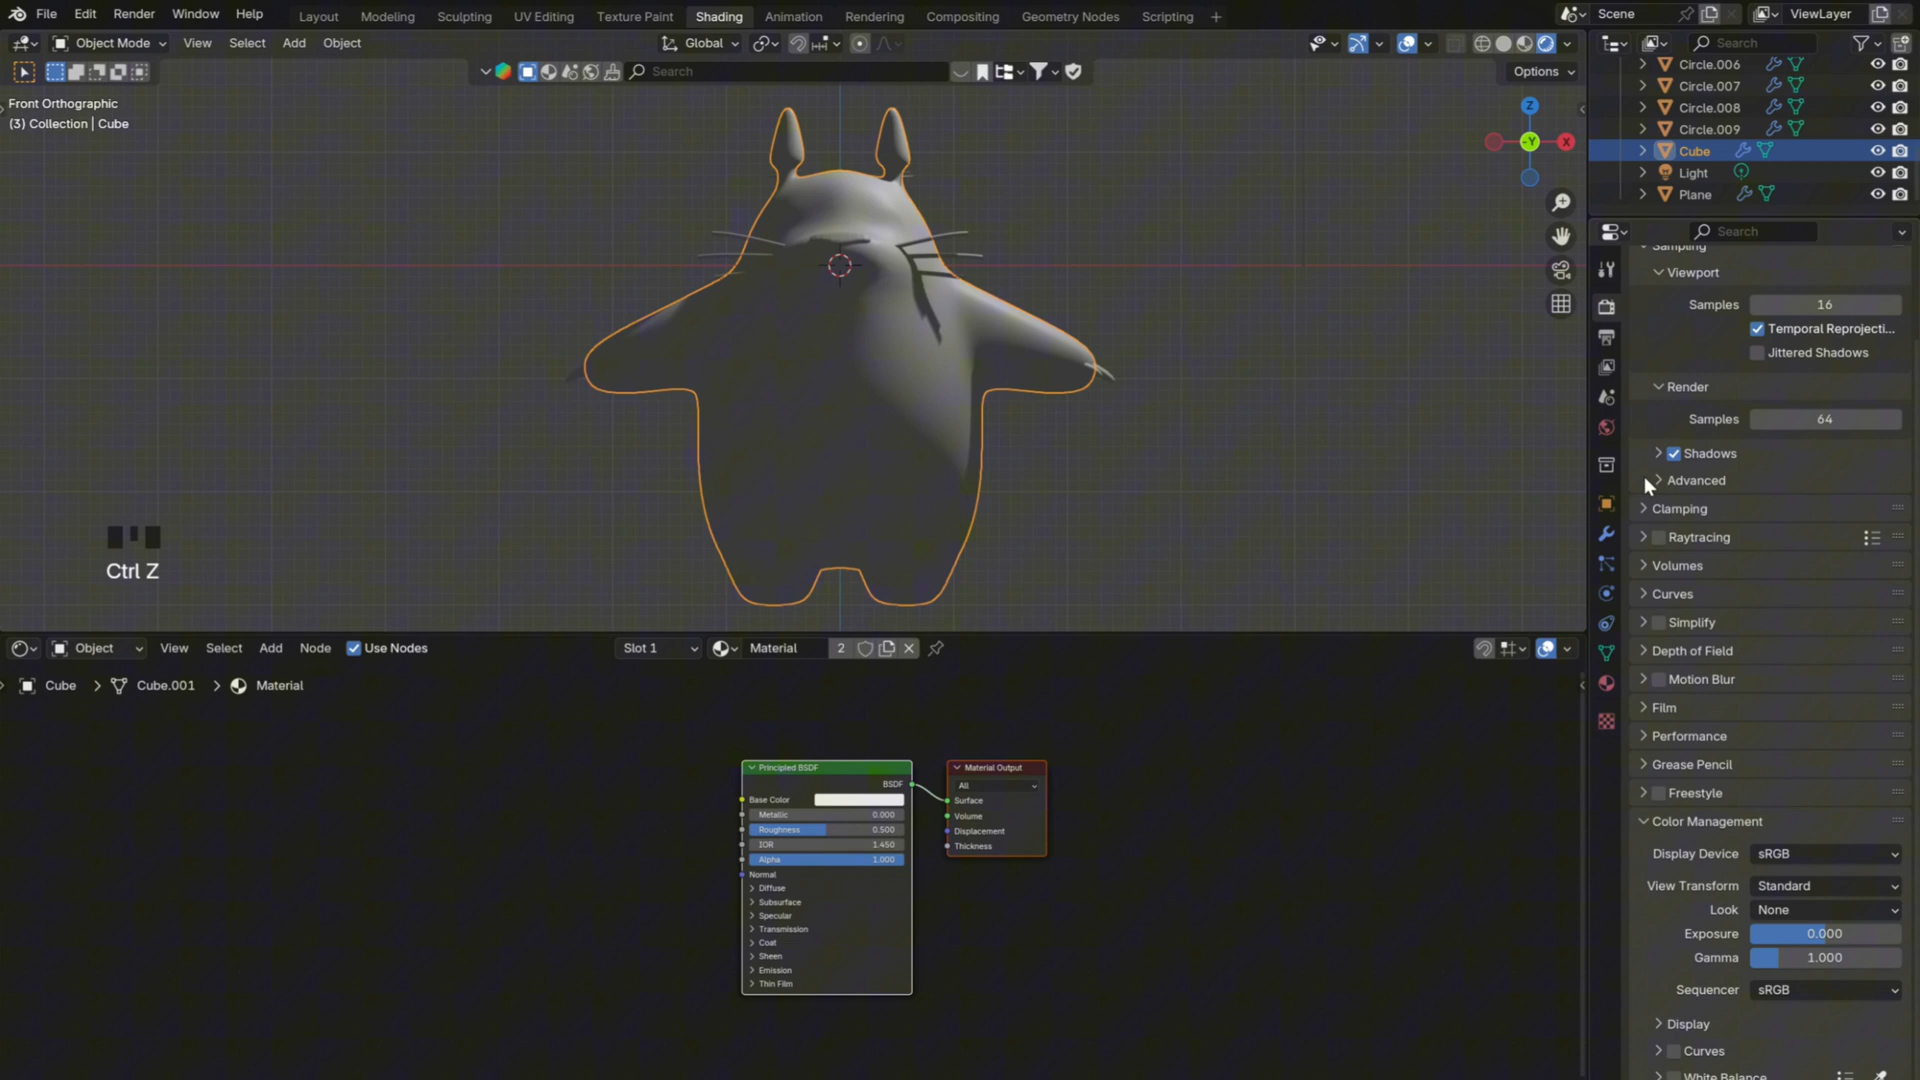 File Edit Render Window Help Layout Modeling Sculpting UV Editing Texture Paint Shading Animation Rendering Compositing Geometry Nodes Scripting + Scene ViewLayer
Object Mode View Select Add Object Global Search
Search Options
Front Orthographic
(3) Collection | Cube
Z
-Y
X
Ctrl Z
Circle.006
Circle.007
Circle.008
Circle.009
Cube
Light
Plane
Search
Sampling
Viewport
Samples 16
Temporal Reprojecti...
Jittered Shadows
Render
Samples 64
Shadows
Advanced
Clamping
Raytracing
Volumes
Curves
Simplify
Depth of Field
Motion Blur
Film
Performance
Grease Pencil
Freestyle
Color Management
Display Device sRGB
View Transform Standard
Look None
Exposure 0.000
Gamma 1.000
Sequencer sRGB
Display
Curves
White Balance
Object View Select Add Node Use Nodes Slot 1 Material 2
Cube > Cube.001 > Material
Principled BSDF
BSDF
Base Color
Metallic 0.000
Roughness 0.500
IOR 1.450
Alpha 1.000
Normal
Diffuse
Subsurface
Specular
Transmission
Coat
Sheen
Emission
Thin Film
Material Output
All
Surface
Volume
Displacement
Thickness